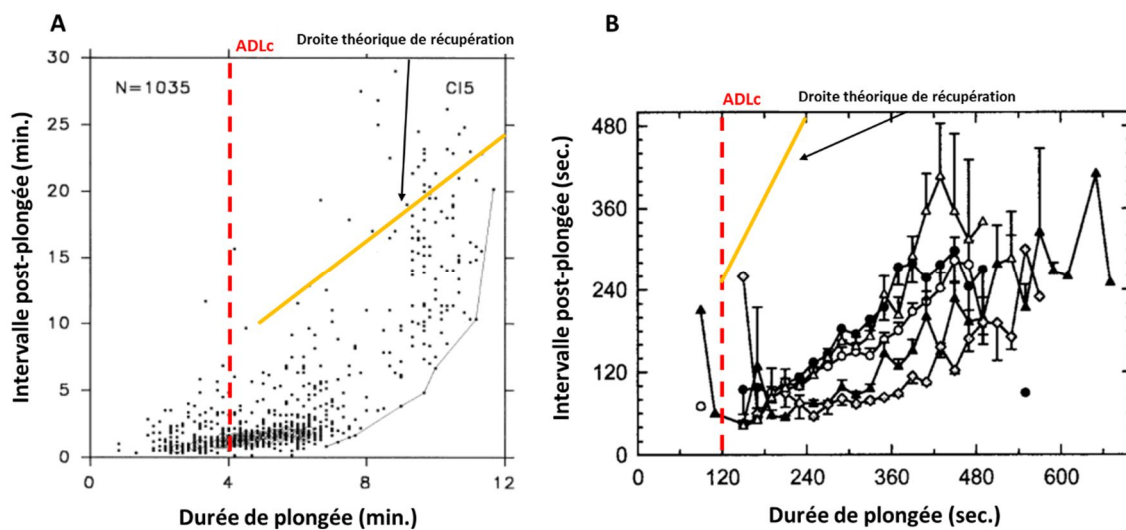 A
ADLc
Droite théorique de récupération
30
N=1035
CI5
25
20
15
10
5
0
0
4
8
12
Intervalle post-plongée (min.)
Durée de plongée (min.)
B
ADLc
Droite théorique de récupération
480
360
240
120
0
0
120
240
360
480
600
Intervalle post-plongée (sec.)
Durée de plongée (sec.)